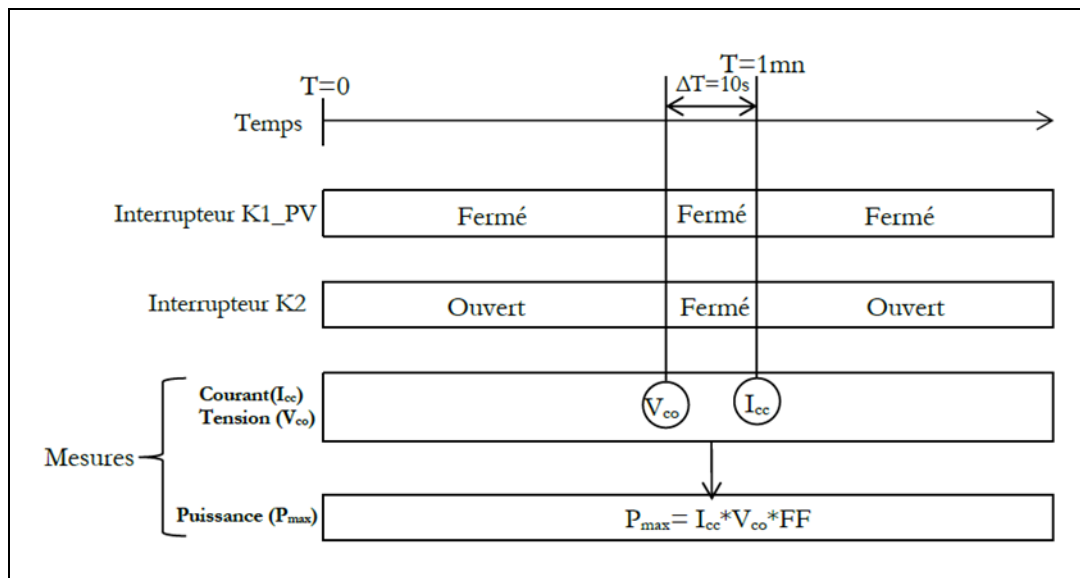 T=1mn
T=0
ΔT=10s
Temps
Interrupteur K1_PV
Fermé
Fermé
Fermé
Interrupteur K2
Ouvert
Fermé
Ouvert
Courant(Icc)
Tension (Vco)
Vco
Icc
Mesures
Puissance (Pmax)
Pmax= Icc*Vco*FF